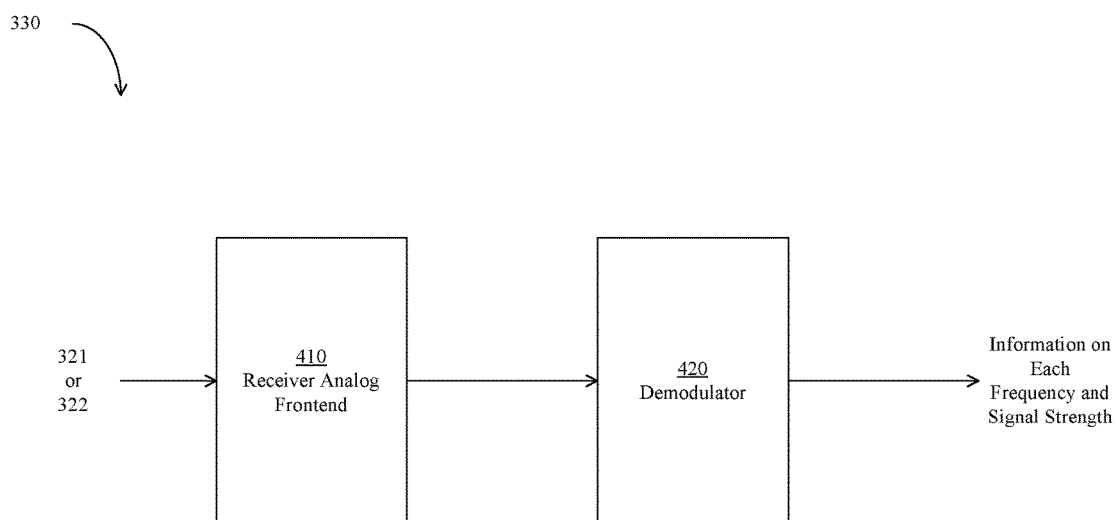 330
321
or
322
410
Receiver Analog
Frontend
420
Demodulator
Information on
Each
Frequency and
Signal Strength